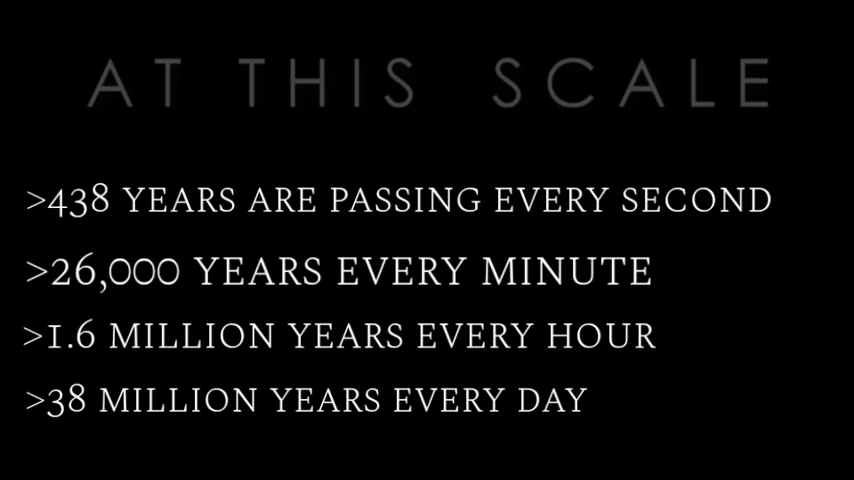 AT THIS SCALE
>438 YEARS ARE PASSING EVERY SECOND
>26,000 YEARS EVERY MINUTE
>1.6 MILLION YEARS EVERY HOUR
>38 MILLION YEARS EVERY DAY